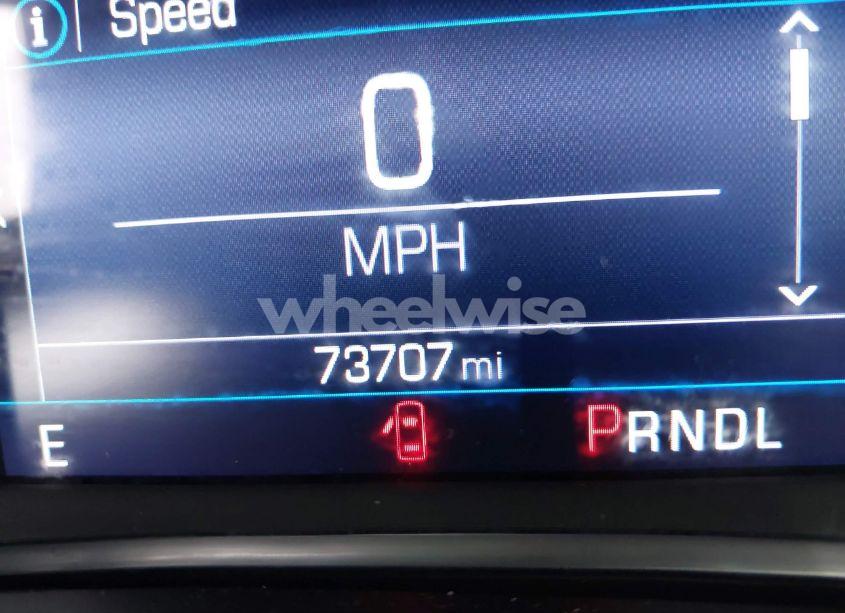 i Speed
0
MPH
wheelwise
73707 mi
E PRNDL